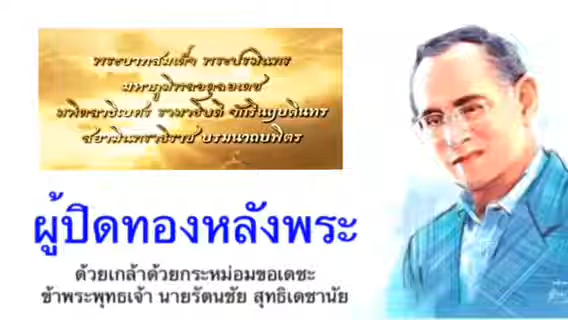 พระบาทสมเด็จ พระปรมินทร
มหาภูมิพลอดุลยเดช
มหิตลาธิเบศร รามาธิบดี จักรีนฤบดินทร
สยามินทราธิราช บรมนาถบพิตร
ผู้ปิดทองหลังพระ
ด้วยเกล้าด้วยกระหม่อมขอเดชะ
ข้าพระพุทธเจ้า นายรัตนชัย สุทธิเดชานัย